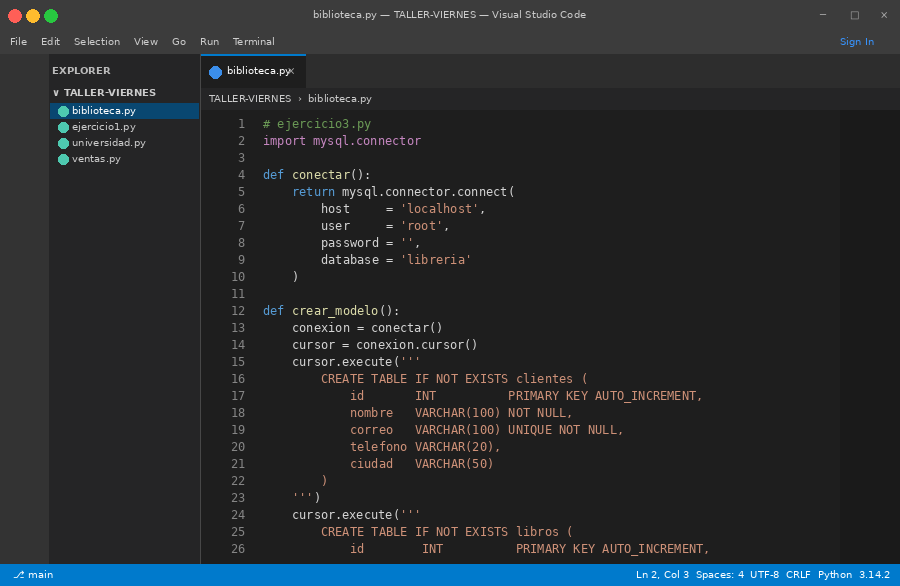 biblioteca.py — TALLER-VIERNES — Visual Studio Code
File Edit Selection View Go Run Terminal Sign In
EXPLORER
∨ TALLER-VIERNES
biblioteca.py
ejercicio1.py
universidad.py
ventas.py
biblioteca.py ×
TALLER-VIERNES › biblioteca.py
1 # ejercicio3.py
2 import mysql.connector
3
4 def conectar():
5     return mysql.connector.connect(
6         host     = 'localhost',
7         user     = 'root',
8         password = '',
9         database = 'libreria'
10     )
11
12 def crear_modelo():
13     conexion = conectar()
14     cursor = conexion.cursor()
15     cursor.execute('''
16         CREATE TABLE IF NOT EXISTS clientes (
17             id       INT          PRIMARY KEY AUTO_INCREMENT,
18             nombre   VARCHAR(100) NOT NULL,
19             correo   VARCHAR(100) UNIQUE NOT NULL,
20             telefono VARCHAR(20),
21             ciudad   VARCHAR(50)
22         )
23     ''')
24     cursor.execute('''
25         CREATE TABLE IF NOT EXISTS libros (
26             id        INT          PRIMARY KEY AUTO_INCREMENT,
main Ln 2, Col 3 Spaces: 4 UTF-8 CRLF Python 3.14.2